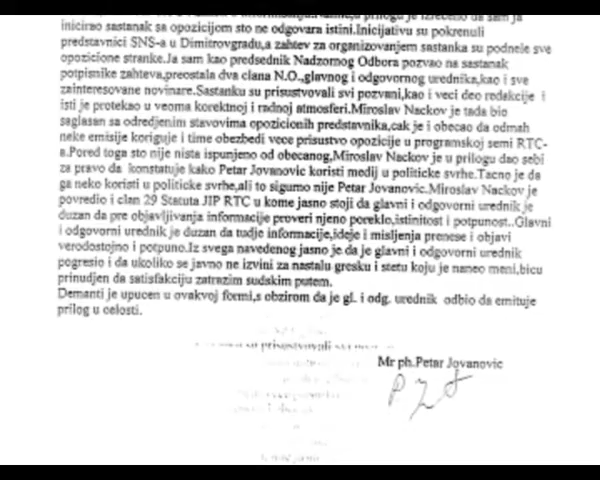 prilogu je izreceno da sam ja
inicirao sastanak sa opozicijom sto ne odgovara istini.Inicijativu su pokrenuli
predstavnici SNS-a u Dimitrovgradu,a zahtev za organizovanjem sastanka su podnele sve
opozicione stranke.Ja sam kao predsednik Nadzornog Odbora pozvao na sastanak
potpisnike zahteva,preostala dva clana N.O.,glavnog i odgovornog urednika,kao i sve
zainteresovane novinare.Sastanku su prisustvovali svi pozvani,kao i veci deo redakcije i
isti je protekao u veoma korektnoj i radnoj atmosferi.Miroslav Nackov je tada bio
saglasan sa odredjenim stavovima opozicionih predstavnika,cak je i obecao da odmah
neke emisije koriguje i time obezbedi vece prisustvo opozicije u programskoj semi RTC-
a.Pored toga sto nije nista ispunjeno od obecanog,Miroslav Nackov je u prilogu dao sebi
za pravo da konstatuje kako Petar Jovanovic koristi medij u politicke svrhe.Tacno je da
ga neko koristi u politicke svrhe,ali to sigurno nije Petar Jovanovic.Miroslav Nackov je
povredio i clan 29 Statuta JIP RTC u kome jasno stoji da glavni i odgovorni urednik je
duzan da pre objavljivanja informacije proveri njeno poreklo,istinitost i potpunost..Glavni
i odgovorni urednik je duzan da tudje informacije,ideje i misljenja prenese i objavi
verodostojno i potpuno.Iz svega navedenog jasno je da je glavni i odgovorni urednik
pogresio i da ukoliko se javno ne izvini za nastalu gresku i stetu koju je naneo meni,bicu
prinudjen da satisfakciju zatrazim sudskim putem.
Demanti je upucen u ovakvoj formi,s obzirom da je gl. i odg. urednik odbio da emituje
prilog u celosti.
su prisustvovali
Mr ph.Petar Jovanovic